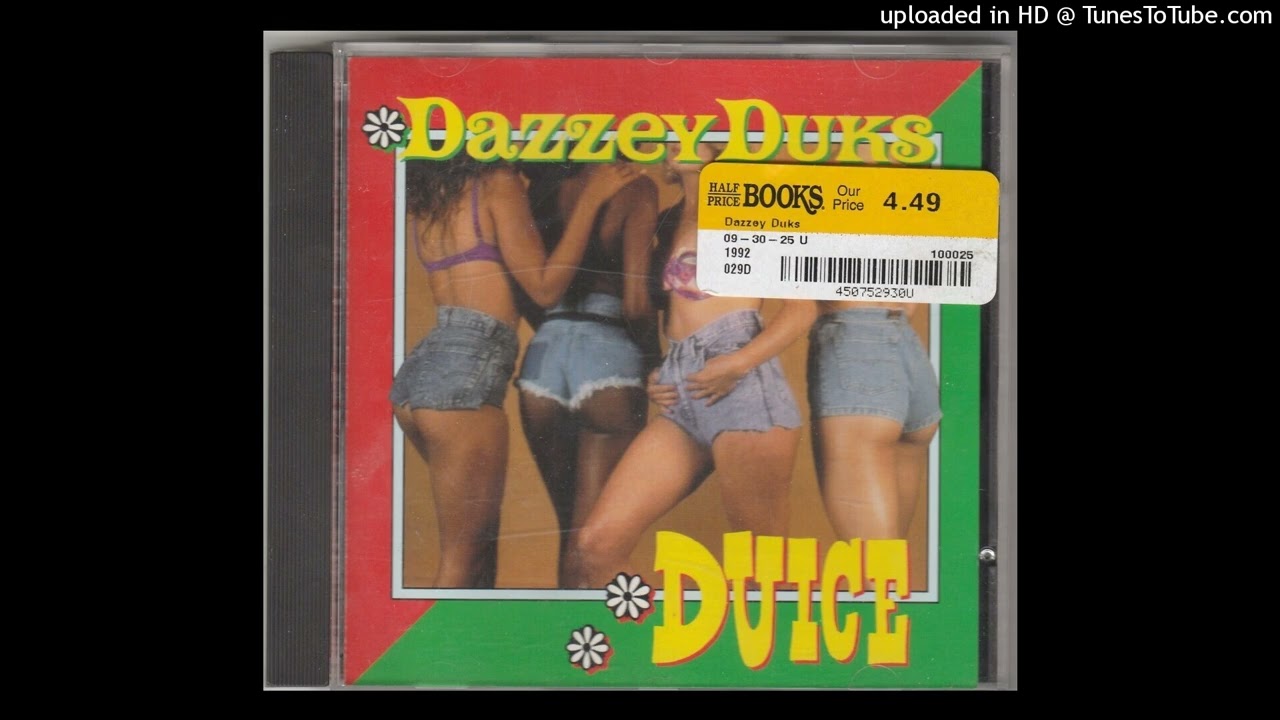 uploaded in HD @ TunesToTube.com
Dazzey Duks
HALF PRICE BOOKS. Our Price 4.49
Dazzey Duks
09-30-25 U
1992 100025
029D
450752930U
DUICE